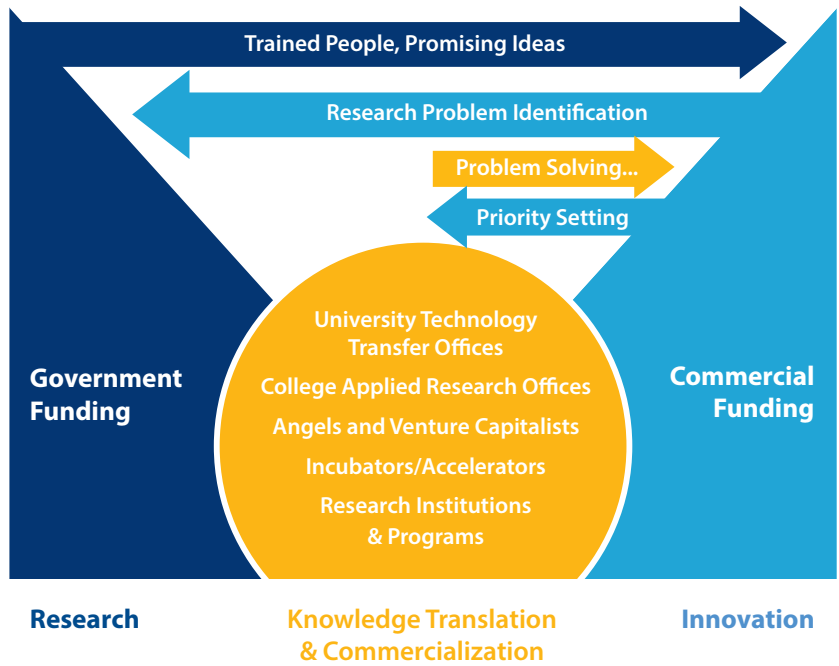 Trained People, Promising Ideas
Research Problem Identification
Problem Solving...
Priority Setting
University Technology
Transfer Offices
College Applied Research Offices
Angels and Venture Capitalists
Incubators/Accelerators
Research Institutions
& Programs
Government
Funding
Commercial
Funding
Research
Knowledge Translation
& Commercialization
Innovation